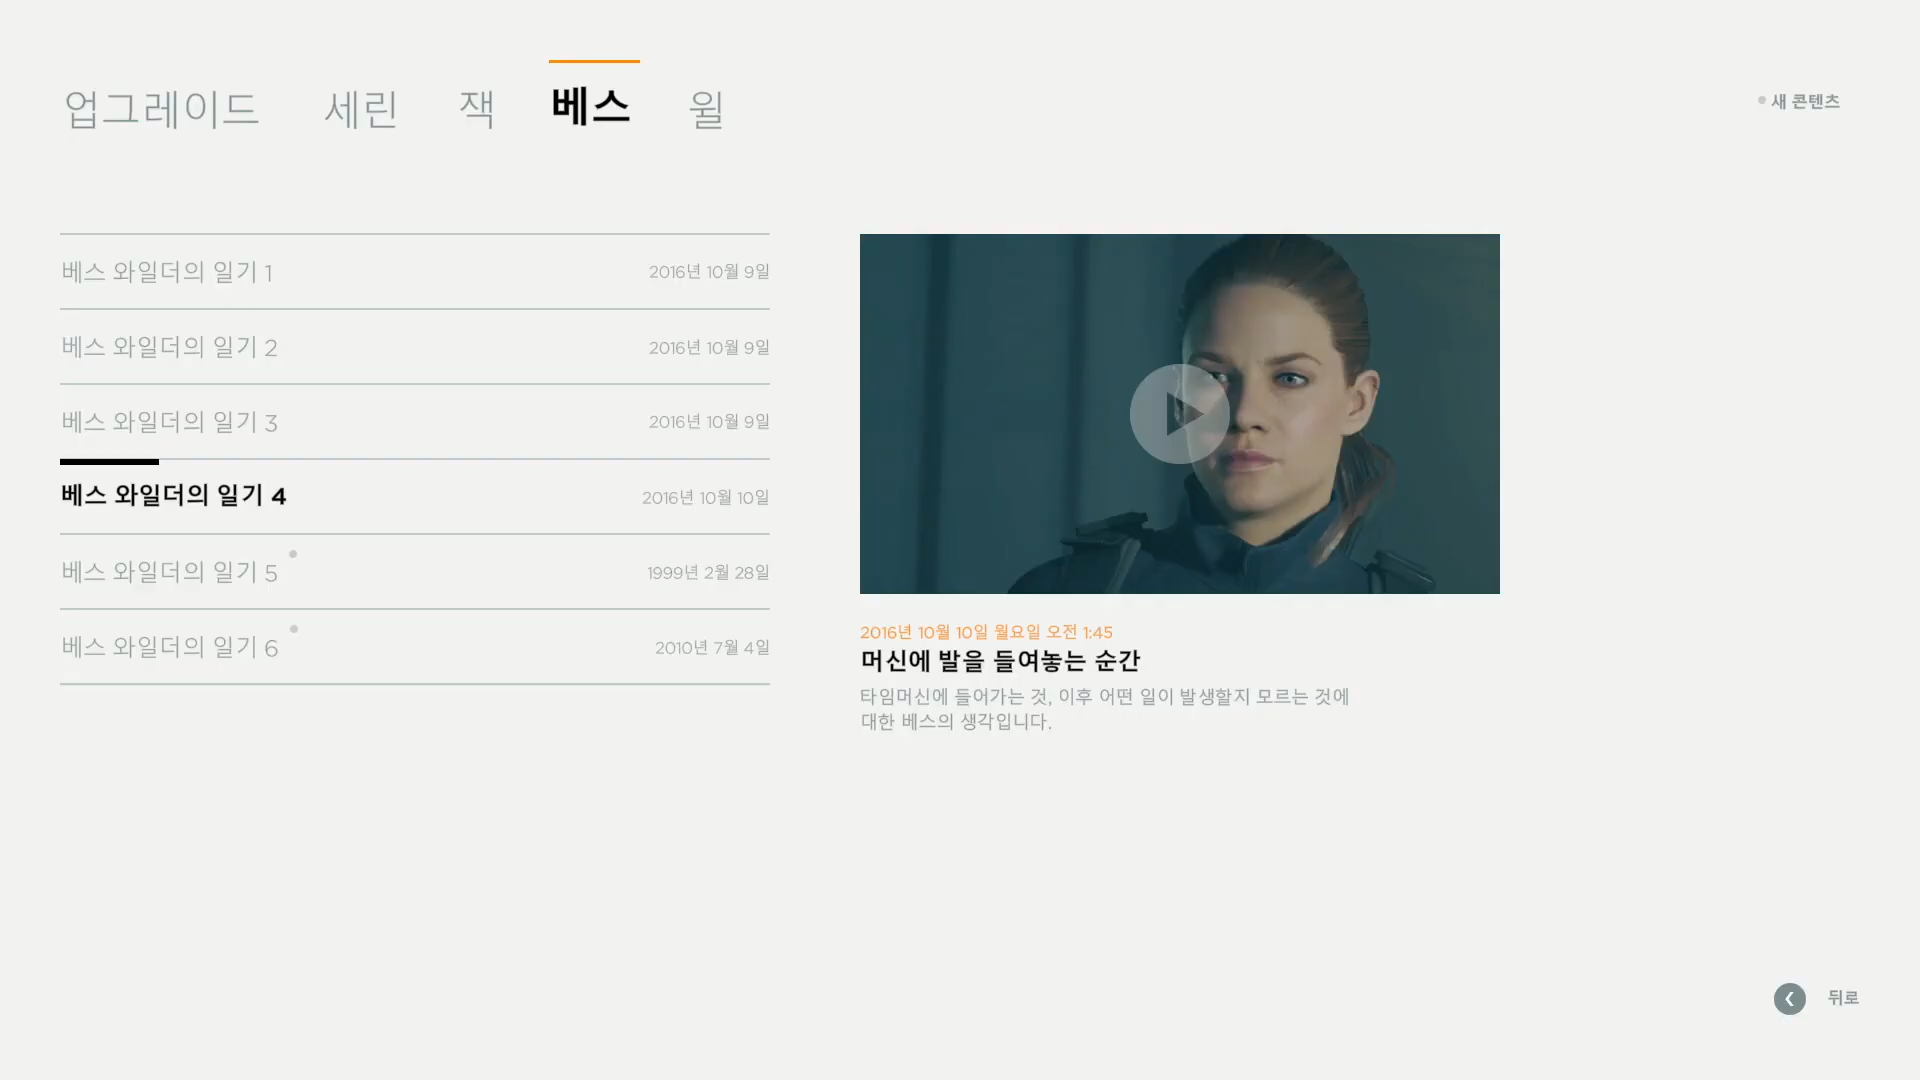 업그레이드 세린 잭 베스 윌
새 콘텐츠
베스 와일더의 일기 1 2016년 10월 9일
베스 와일더의 일기 2 2016년 10월 9일
베스 와일더의 일기 3 2016년 10월 9일
베스 와일더의 일기 4 2016년 10월 10일
베스 와일더의 일기 5 1999년 2월 28일
베스 와일더의 일기 6 2010년 7월 4일
2016년 10월 10일 월요일 오전 1:45
머신에 발을 들여놓는 순간
타임머신에 들어가는 것, 이후 어떤 일이 발생할지 모르는 것에
대한 베스의 생각입니다.
뒤로